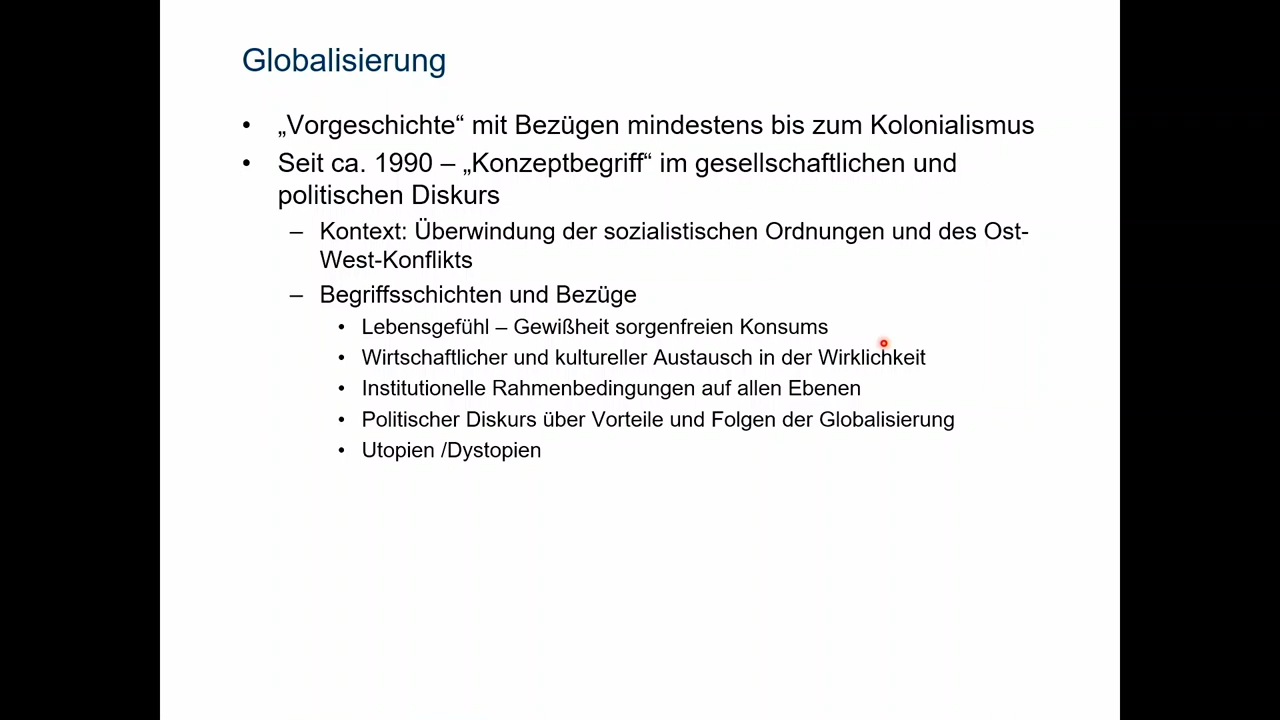 Globalisierung
• „Vorgeschichte“ mit Bezügen mindestens bis zum Kolonialismus
• Seit ca. 1990 – „Konzeptbegriff“ im gesellschaftlichen und
politischen Diskurs
– Kontext: Überwindung der sozialistischen Ordnungen und des Ost-
West-Konflikts
– Begriffsschichten und Bezüge
• Lebensgefühl – Gewißheit sorgenfreien Konsums
• Wirtschaftlicher und kultureller Austausch in der Wirklichkeit
• Institutionelle Rahmenbedingungen auf allen Ebenen
• Politischer Diskurs über Vorteile und Folgen der Globalisierung
• Utopien /Dystopien